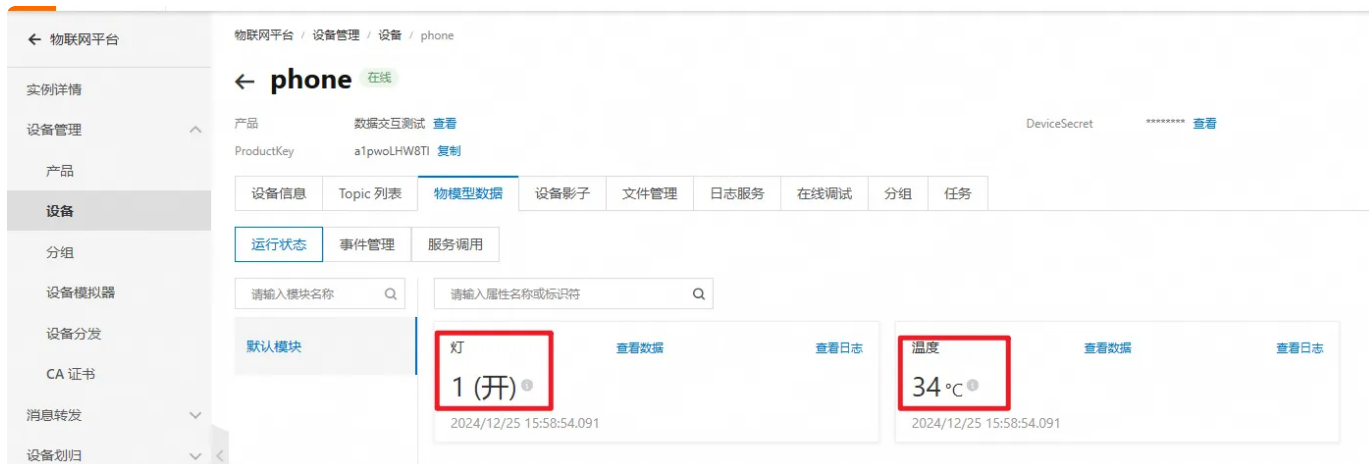 物联网平台
物联网平台 / 设备管理 / 设备 / phone
phone 在线
实例详情
设备管理
产品
设备
分组
设备模拟器
设备分发
CA 证书
消息转发
设备划归
产品 数据交互测试 查看
DeviceSecret ******** 查看
ProductKey a1pwoLHW8TI 复制
设备信息 Topic 列表 物模型数据 设备影子 文件管理 日志服务 在线调试 分组 任务
运行状态 事件管理 服务调用
请输入模块名称
请输入属性名称或标识符
默认模块
灯 查看数据 查看日志
1 (开)
2024/12/25 15:58:54.091
温度 查看数据 查看日志
34 °C
2024/12/25 15:58:54.091